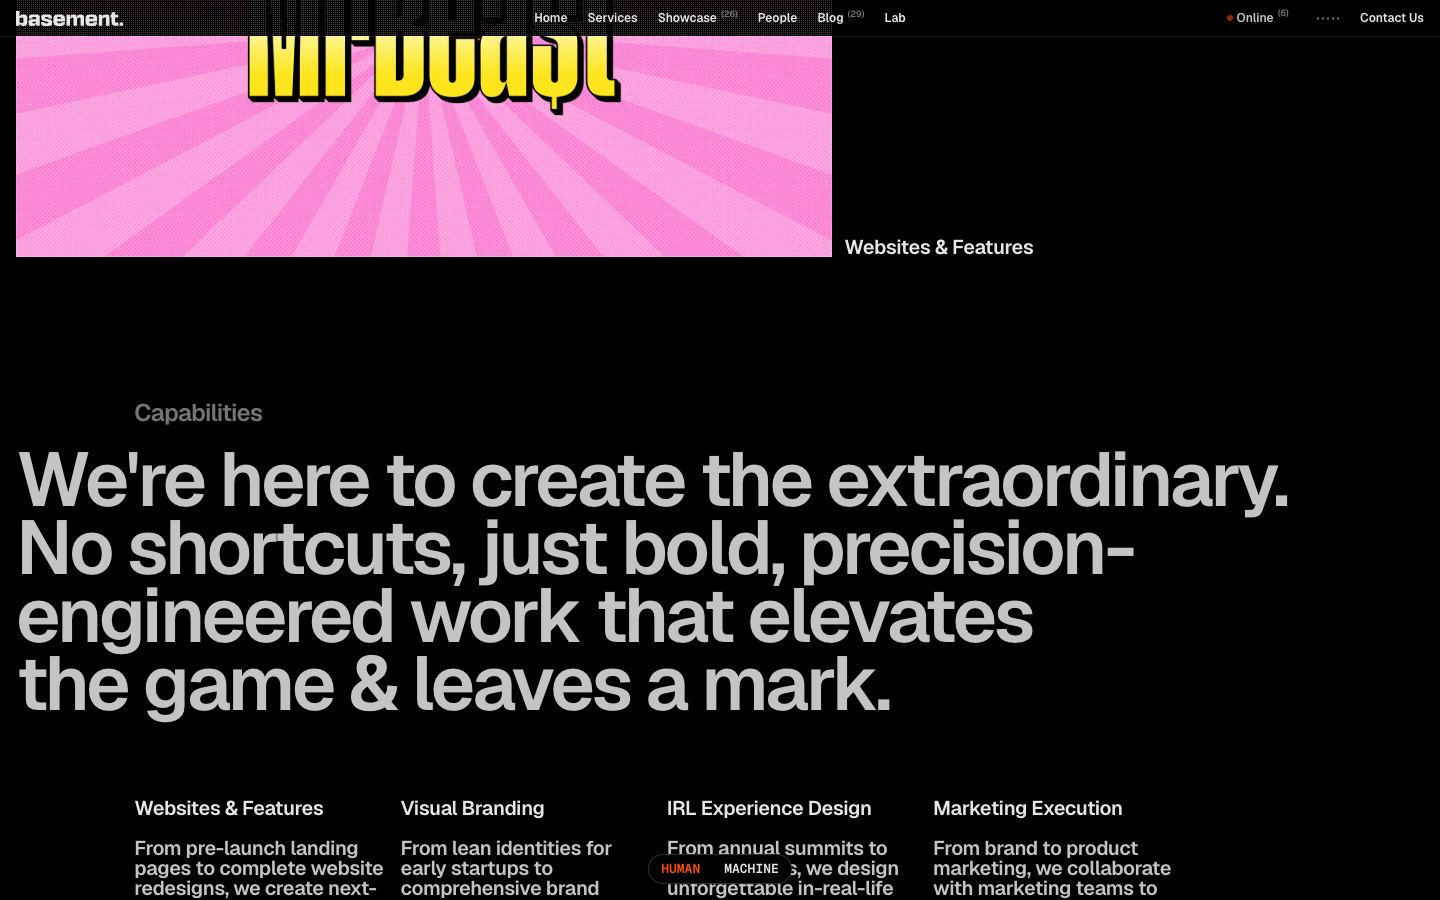 basement.
Home Services Showcase (26) People Blog (29) Lab
Online (6) Contact Us
MrBea$t
Websites & Features
Capabilities
We're here to create the extraordinary.
No shortcuts, just bold, precision-
engineered work that elevates
the game & leaves a mark.
Websites & Features
From pre-launch landing
pages to complete website
redesigns, we create next-
Visual Branding
From lean identities for
early startups to
comprehensive brand
IRL Experience Design
From annual summits to
we design
unforgettable in-real-life
Marketing Execution
From brand to product
marketing, we collaborate
with marketing teams to
HUMAN MACHINE